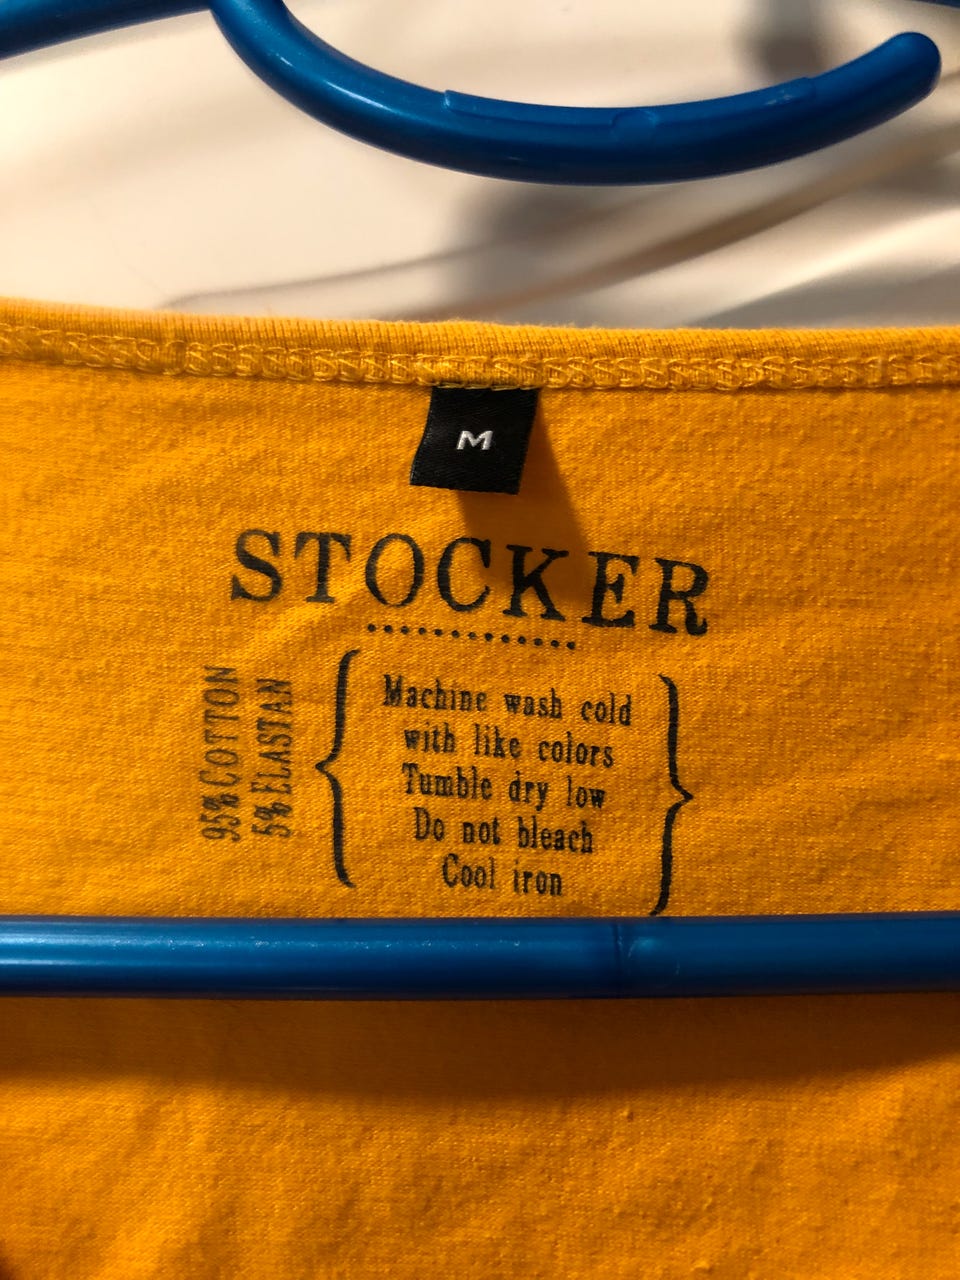 M
STOCKER
95% COTTON
5% ELASTAN
Machine wash cold
with like colors
Tumble dry low
Do not bleach
Cool iron